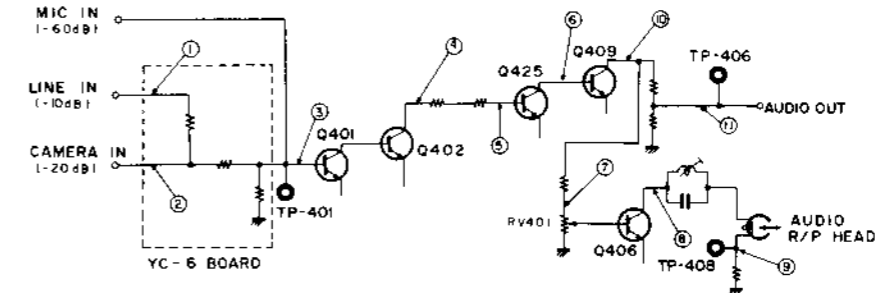 MIC IN
(-60dB)
LINE IN
(-10dB)
CAMERA IN
(-20dB)
YC-6 BOARD
1
2
3
TP-401
Q401
Q402
4
5
Q425
6
Q409
10
TP-406
AUDIO OUT
11
7
RV401
Q406
8
AUDIO
R/P HEAD
TP-408
9